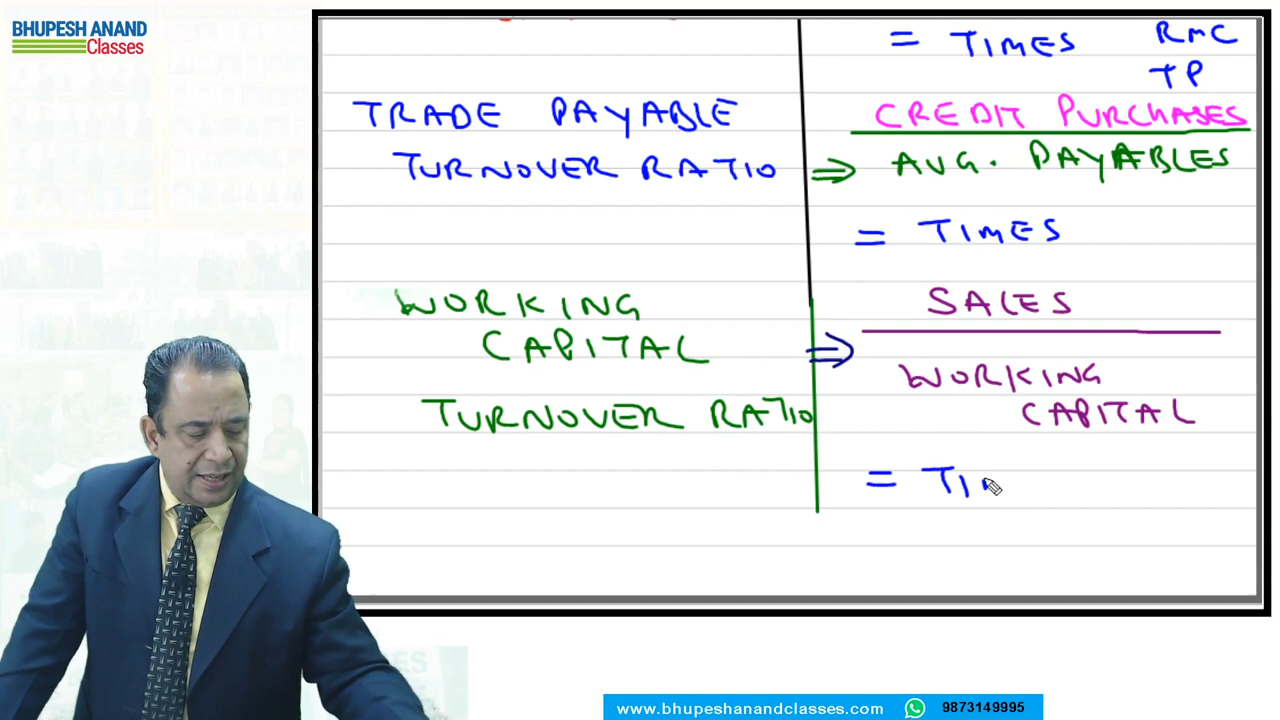 BHUPESH ANAND
Classes
= TIMES
RMC
TP
TRADE PAYABLE
TURNOVER RATIO
⇒
CREDIT PURCHASES
AVG. PAYABLES
= TIMES
WORKING
CAPITAL
TURNOVER RATIO
⇒
SALES
WORKING
CAPITAL
= TI
www.bhupeshanandclasses.com
9873149995